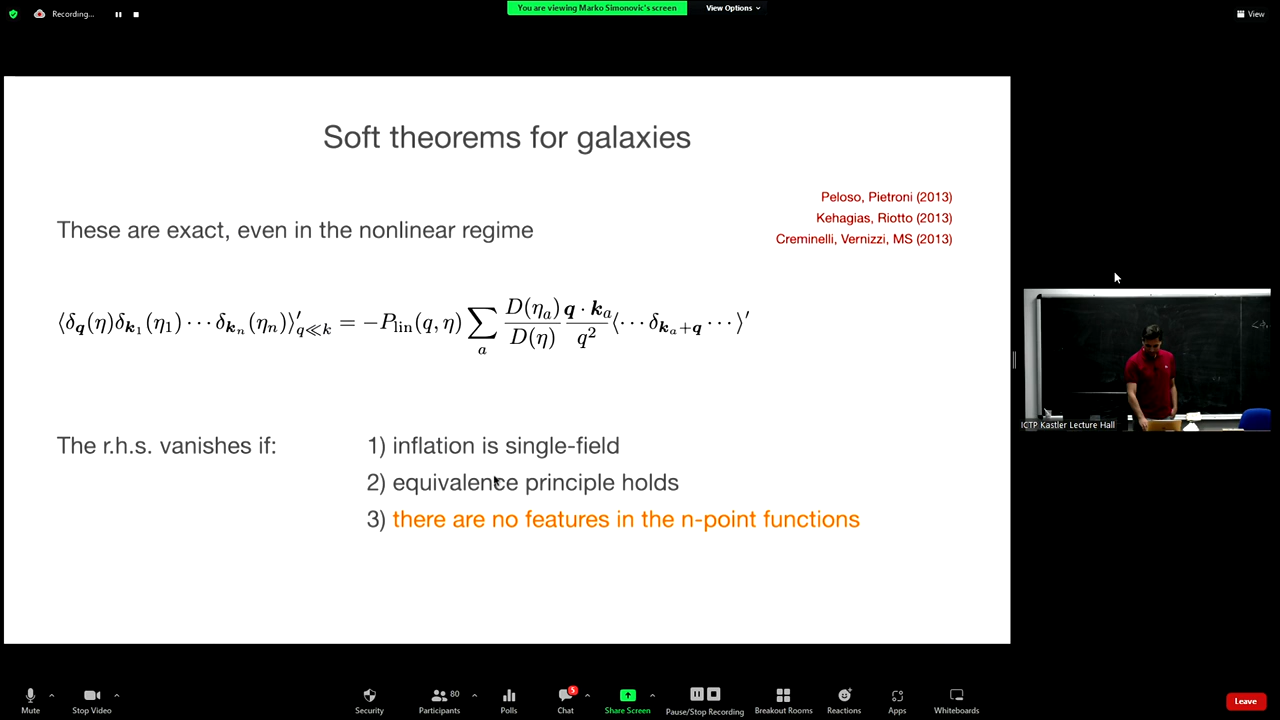 Recording...
You are viewing Marko Simonovic's screen
View Options
View
Soft theorems for galaxies
Peloso, Pietroni (2013)
These are exact, even in the nonlinear regime
Kehagias, Riotto (2013)
Creminelli, Vernizzi, MS (2013)
⟨δ_q(η)δ_{k_1}(η_1) ··· δ_{k_n}(η_n)⟩′_{q≪k} = −P_lin(q, η) ∑_a D(η_a)/D(η) q · k_a/q² ⟨··· δ_{k_a+q} ···⟩′
The r.h.s. vanishes if: 1) inflation is single-field
2) equivalence principle holds
3) there are no features in the n-point functions
ICTP Kastler Lecture Hall
Mute
Stop Video
Security
Participants 80
Polls
Chat 5
Share Screen
Pause/Stop Recording
Breakout Rooms
Reactions
Apps
Whiteboards
Leave